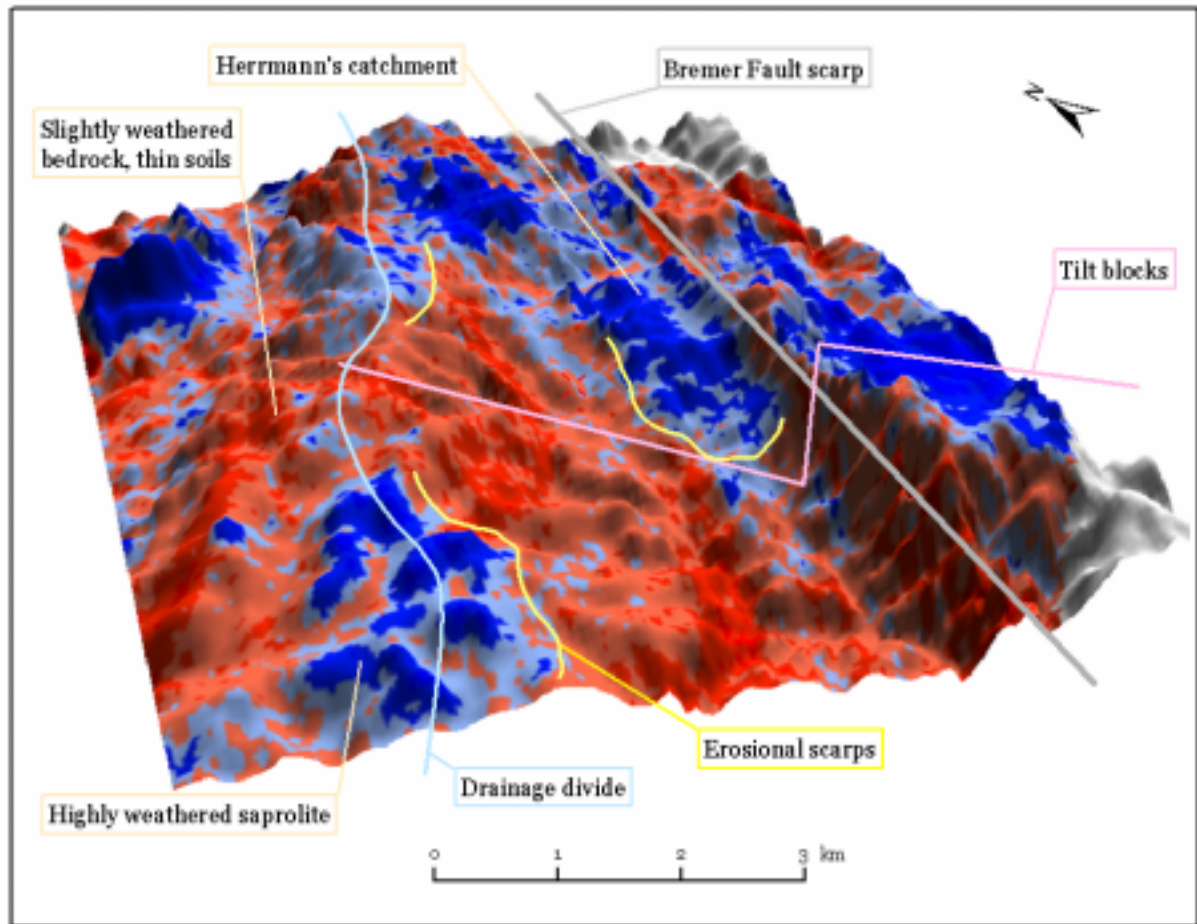 Herrmann's catchment
Bremer Fault scarp
N
Slightly weathered
bedrock, thin soils
Tilt blocks
Erosional scarps
Drainage divide
Highly weathered saprolite
0 1 2 3 km